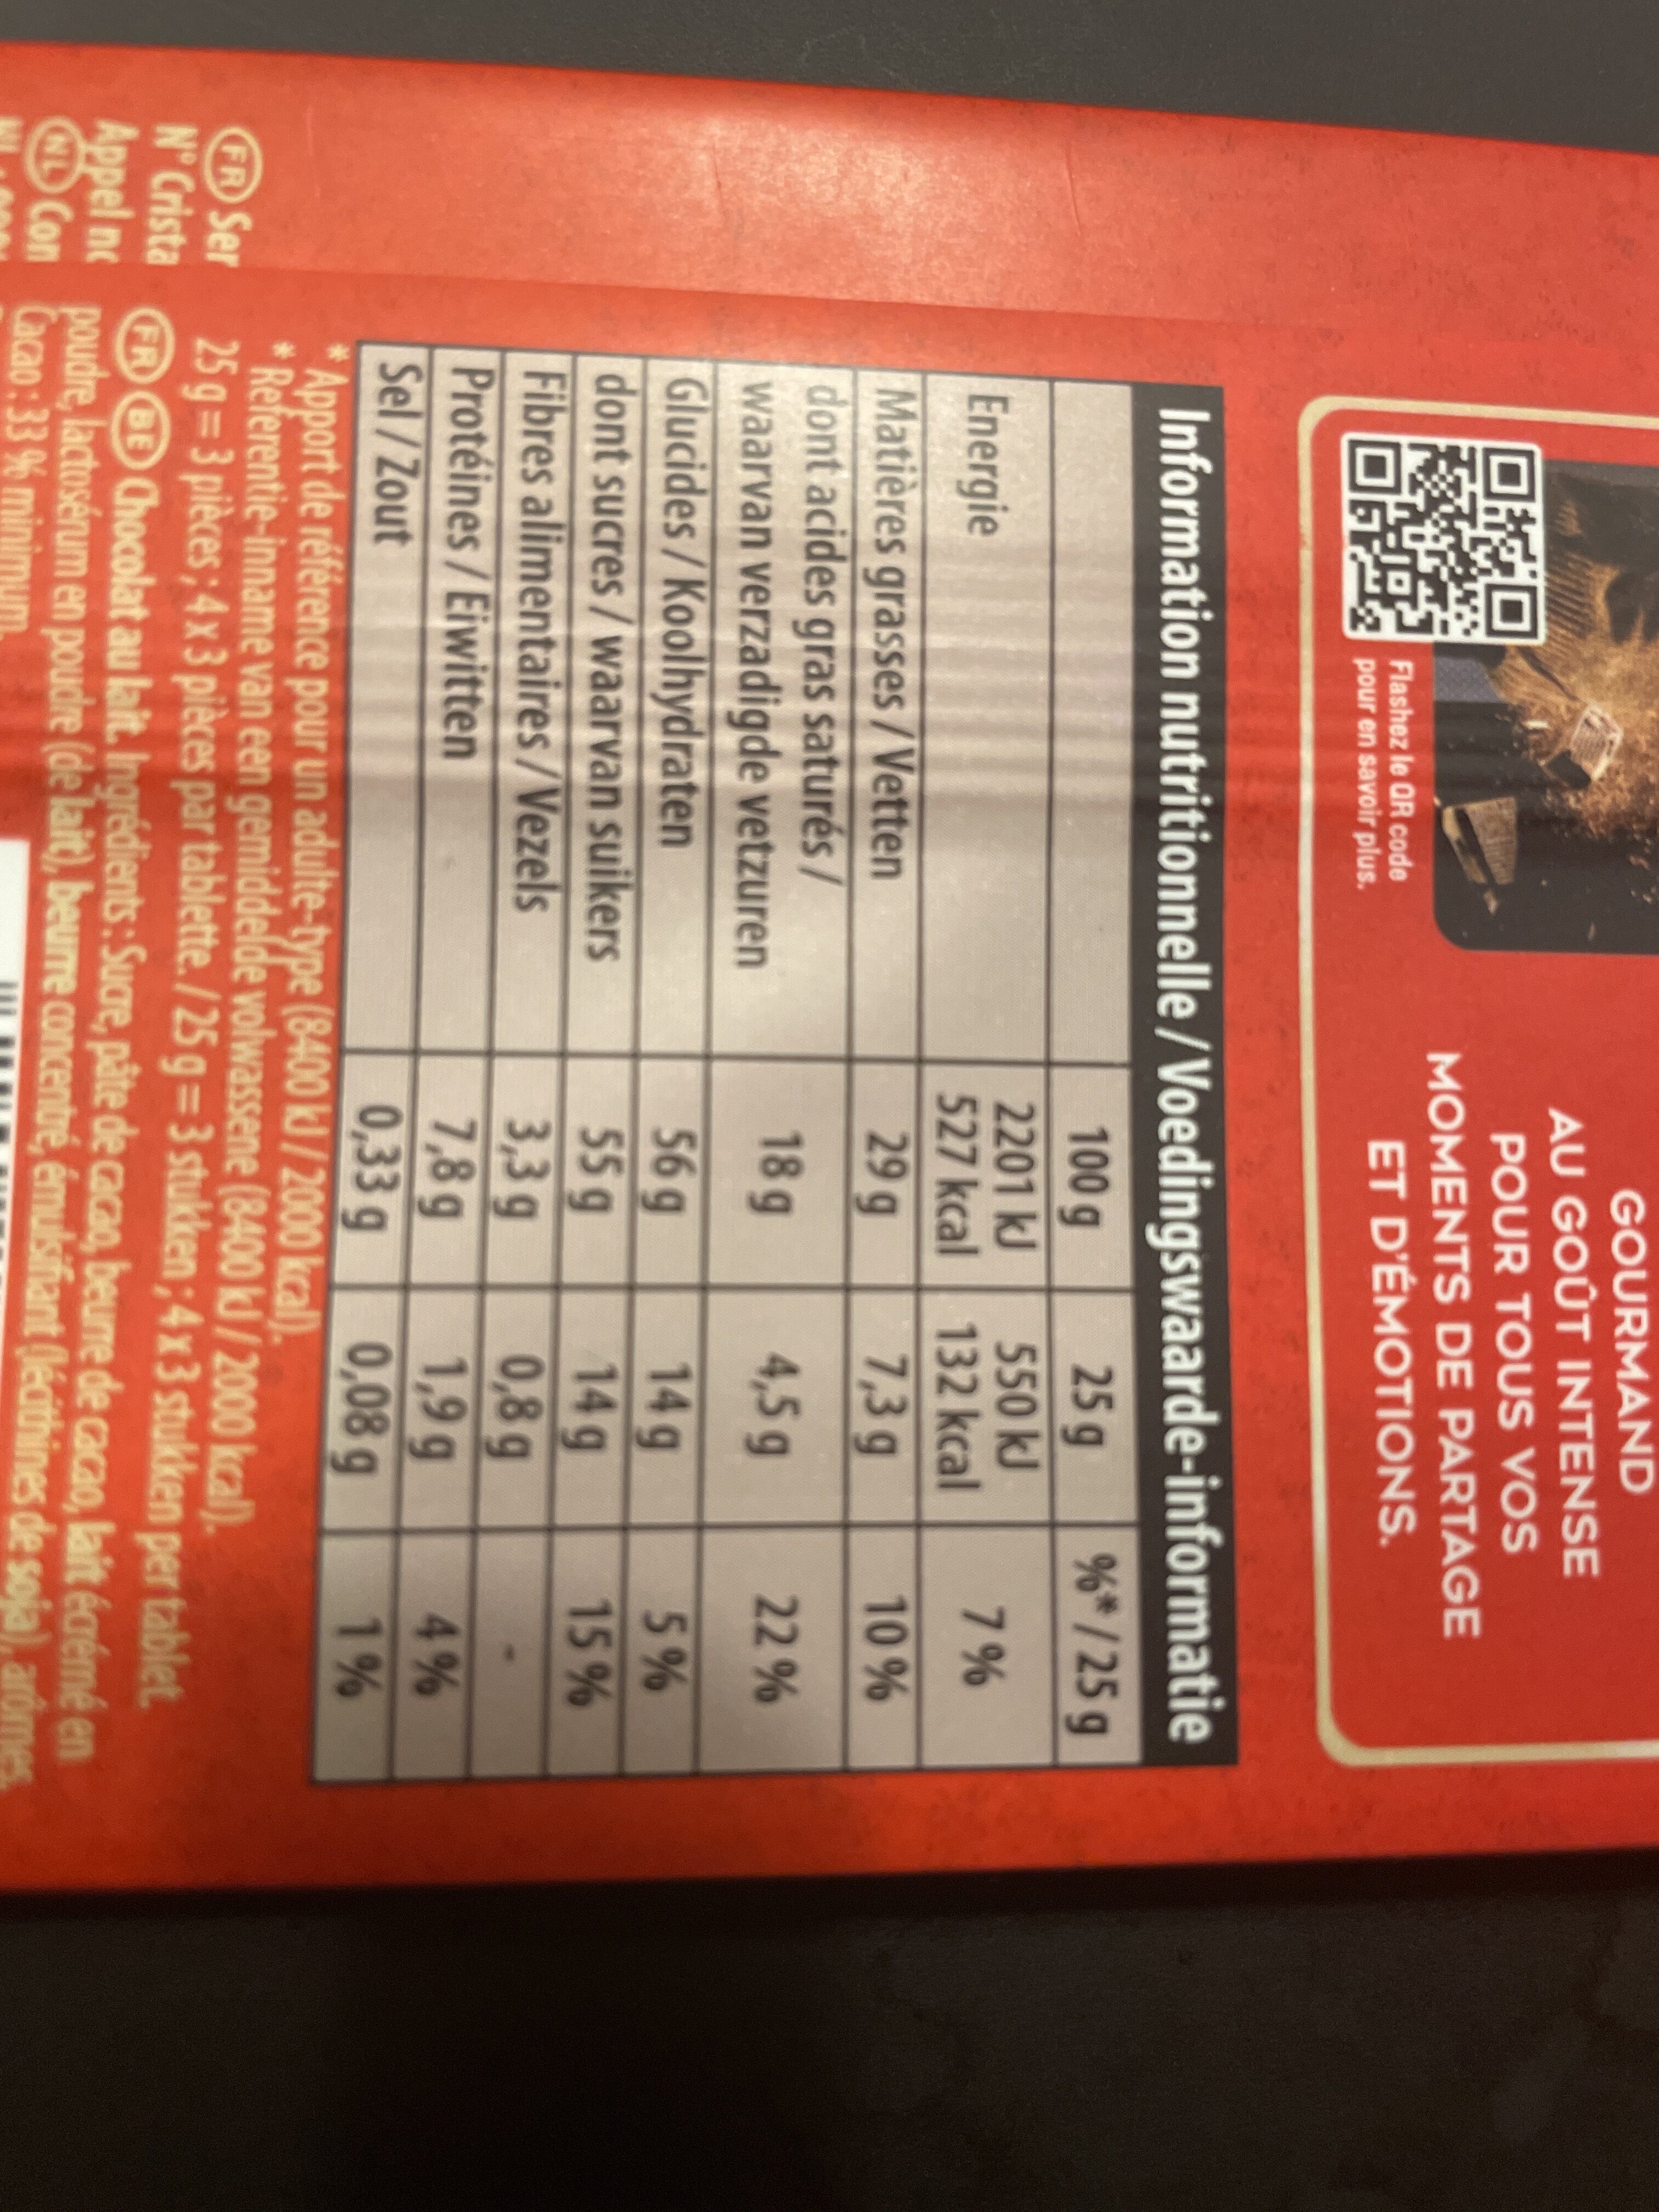 GOURMAND
AU GOÛT INTENSE
POUR TOUS VOS
MOMENTS DE PARTAGE
ET D'ÉMOTIONS.
Flashez le QR code
pour en savoir plus.
Information nutritionnelle / Voedingswaarde-informatie
100 g 25 g %* / 25 g
Energie 2201 kJ 550 kJ 7 %
527 kcal 132 kcal
Matières grasses / Vetten 29 g 7,3 g 10 %
dont acides gras saturés /
waarvan verzadigde vetzuren 18 g 4,5 g 22 %
Glucides / Koolhydraten 56 g 14 g 5 %
dont sucres / waarvan suikers 55 g 14 g 15 %
Fibres alimentaires / Vezels 3,3 g 0,8 g -
Protéines / Eiwitten 7,8 g 1,9 g 4 %
Sel / Zout 0,33 g 0,08 g 1 %
* Apport de référence pour un adulte-type (8400 kJ / 2000 kcal).
* Referentie-inname van een gemiddelde volwassene (8400 kJ / 2000 kcal).
25 g = 3 pièces ; 4 x 3 pièces par tablette. / 25 g = 3 stukken ; 4 x 3 stukken per tablet.
FR BE Chocolat au lait. Ingrédients : Sucre, pâte de cacao, beurre de cacao, lait écrémé en
poudre, lactosérum en poudre (de lait), beurre concentré, émulsifiant (lécithines de soja), arômes.
Cacao : 33 % minimum.
FR Ser
N° Crista
Appel no
NL Con